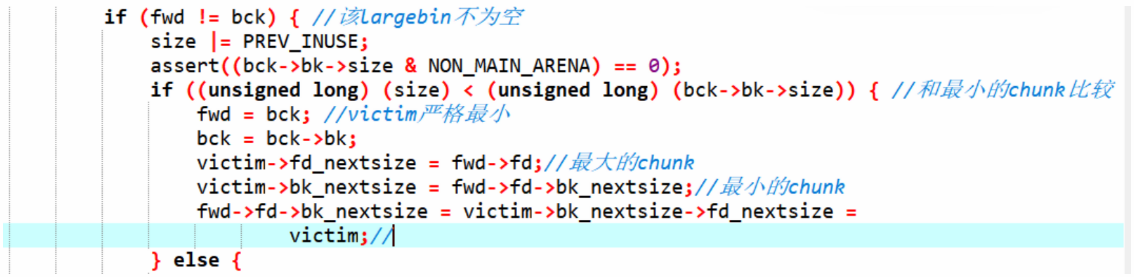 if (fwd != bck) { //该largebin不为空
size |= PREV_INUSE;
assert((bck->bk->size & NON_MAIN_ARENA) == 0);
if ((unsigned long) (size) < (unsigned long) (bck->bk->size)) { //和最小的chunk比较
fwd = bck; //victim严格最小
bck = bck->bk;
victim->fd_nextsize = fwd->fd;//最大的chunk
victim->bk_nextsize = fwd->fd->bk_nextsize;//最小的chunk
fwd->fd->bk_nextsize = victim->bk_nextsize->fd_nextsize =
victim;//
} else {